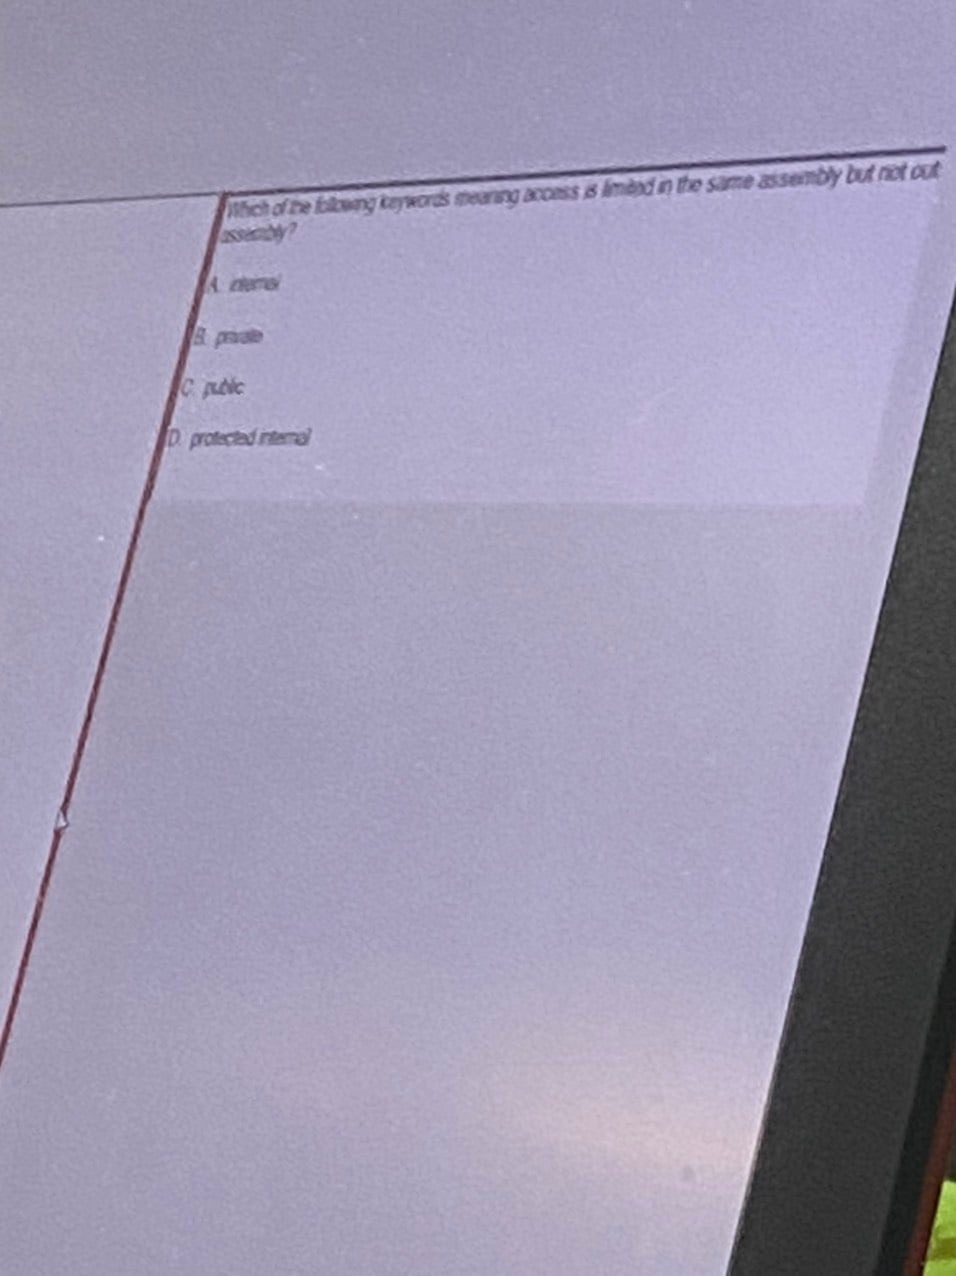 Which of the following keywords meaning access is limited in the same assembly but not out
assembly?
A. internal
B. private
C. public
D. protected internal